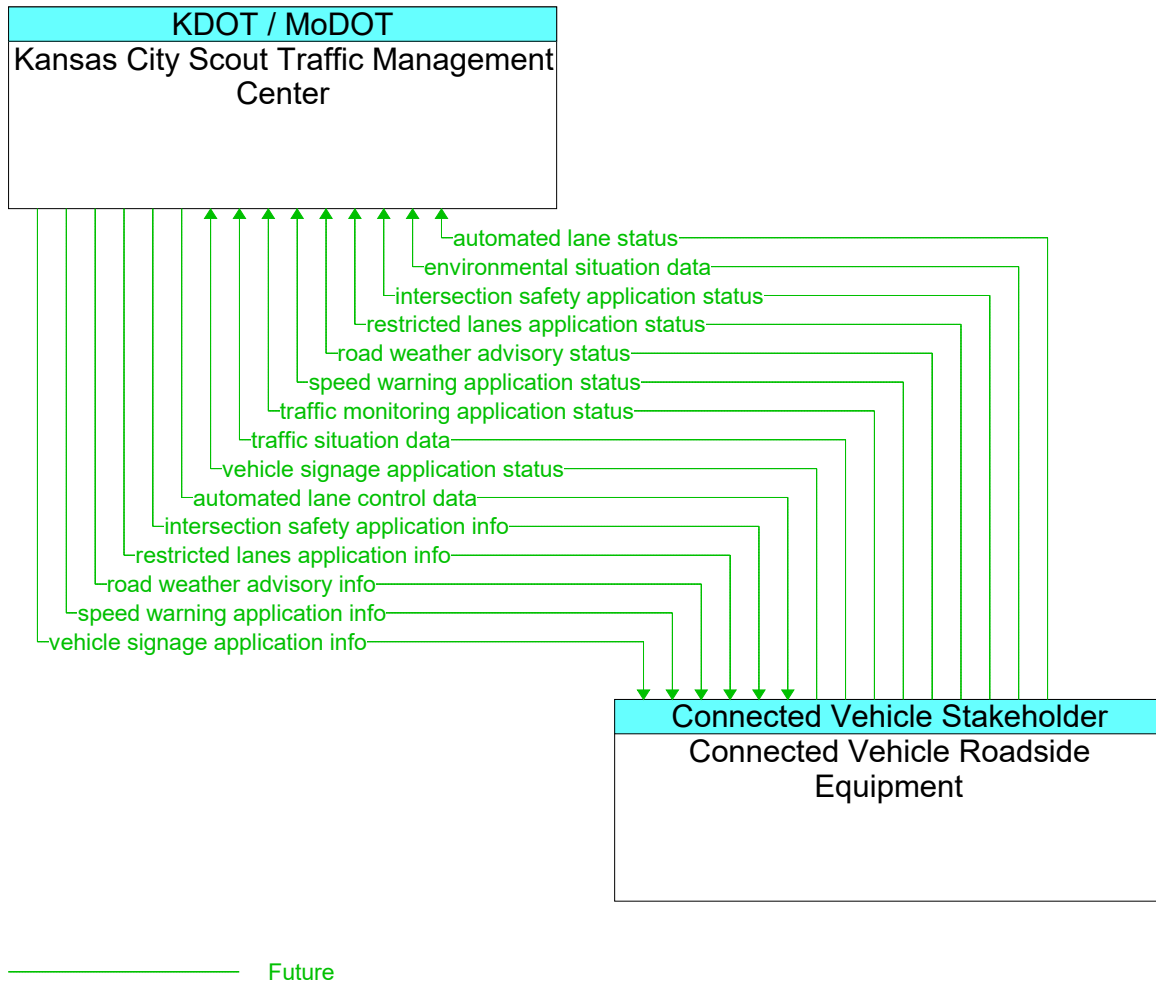 KDOT / MoDOT
Kansas City Scout Traffic Management
Center
automated lane status
environmental situation data
intersection safety application status
restricted lanes application status
road weather advisory status
speed warning application status
traffic monitoring application status
traffic situation data
vehicle signage application status
automated lane control data
intersection safety application info
restricted lanes application info
road weather advisory info
speed warning application info
vehicle signage application info
Connected Vehicle Stakeholder
Connected Vehicle Roadside
Equipment
Future